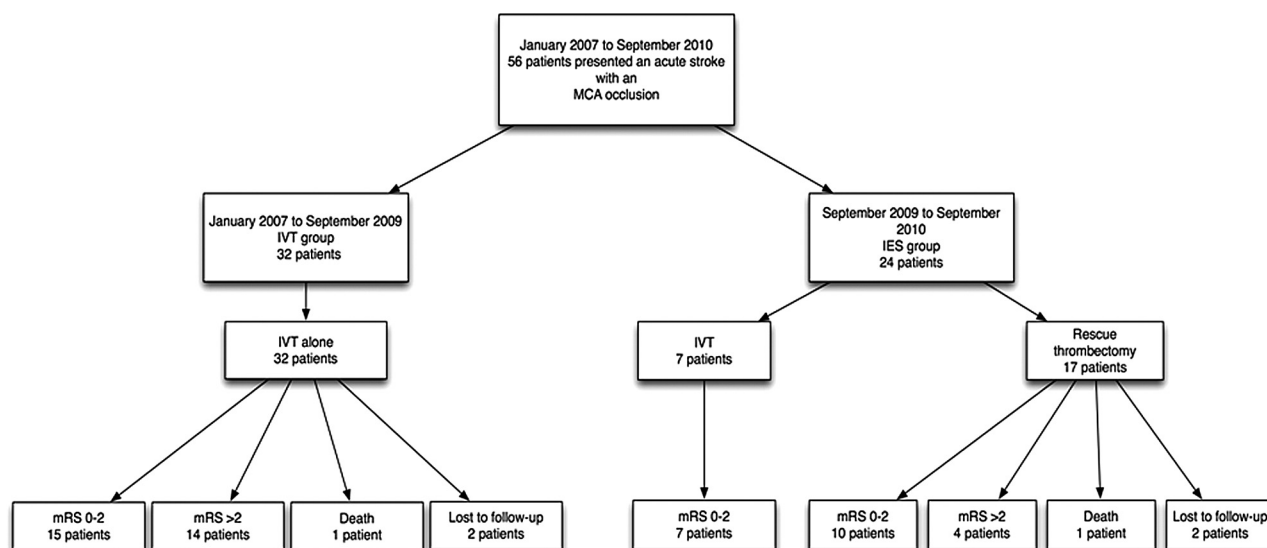 January 2007 to September 2010
56 patients presented an acute stroke
with an
MCA occlusion
January 2007 to September 2009
IVT group
32 patients
September 2009 to September
2010
IES group
24 patients
IVT alone
32 patients
IVT
7 patients
Rescue
thrombectomy
17 patients
mRS 0-2
15 patients
mRS >2
14 patients
Death
1 patient
Lost to follow-up
2 patients
mRS 0-2
7 patients
mRS 0-2
10 patients
mRS >2
4 patients
Death
1 patient
Lost to follow-up
2 patients